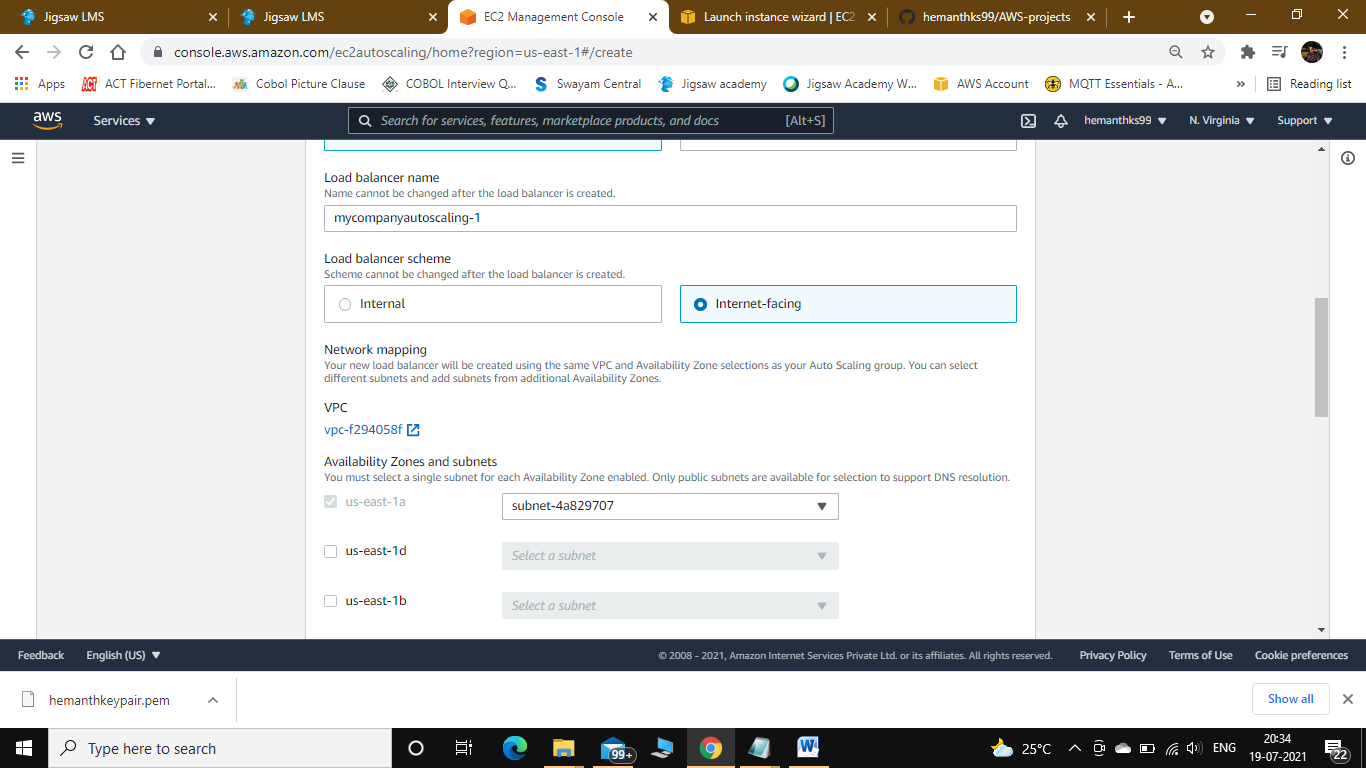 Jigsaw LMS
Jigsaw LMS
EC2 Management Console
Launch instance wizard | EC2
hemanthks99/AWS-projects
console.aws.amazon.com/ec2autoscaling/home?region=us-east-1#/create
Apps
ACT Fibernet Portal...
Cobol Picture Clause
COBOL Interview Q...
Swayam Central
Jigsaw academy
Jigsaw Academy W...
AWS Account
MQTT Essentials - A...
»
Reading list
aws
Services
Search for services, features, marketplace products, and docs
[Alt+S]
hemanthks99
N. Virginia
Support
Load balancer name
Name cannot be changed after the load balancer is created.
mycompanyautoscaling-1
Load balancer scheme
Scheme cannot be changed after the load balancer is created.
Internal
Internet-facing
Network mapping
Your new load balancer will be created using the same VPC and Availability Zone selections as your Auto Scaling group. You can select
different subnets and add subnets from additional Availability Zones.
VPC
vpc-f294058f
Availability Zones and subnets
You must select a single subnet for each Availability Zone enabled. Only public subnets are available for selection to support DNS resolution.
us-east-1a
subnet-4a829707
us-east-1d
Select a subnet
us-east-1b
Select a subnet
Feedback
English (US)
© 2008 - 2021, Amazon Internet Services Private Ltd. or its affiliates. All rights reserved.
Privacy Policy
Terms of Use
Cookie preferences
hemanthkeypair.pem
Show all
Type here to search
99+
25°C
ENG
20:34
19-07-2021
22